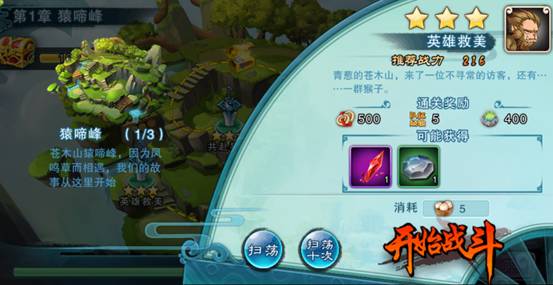 第1章 猿啼峰
英雄救美
推荐战力 216
青葱的苍木山，来了一位不寻常的访客，还有……
……一群猴子。
猿啼峰 （1/3）
苍木山猿啼峰，因为凤
鸣草而相遇，我们的故
事从这里开始
英雄救美
通关奖励
500
5
400
可能获得
1
1
消耗 5
扫荡
扫荡
十次
开始战斗